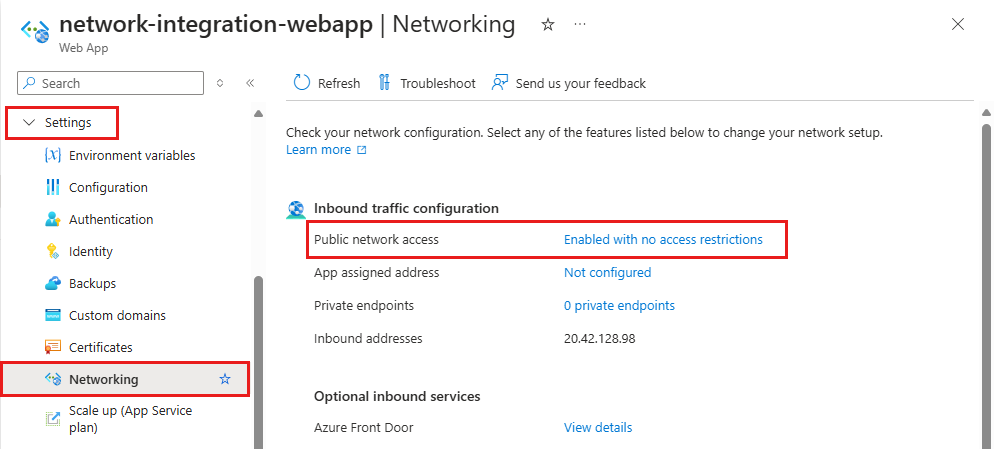 network-integration-webapp | Networking
Web App
Search
Refresh
Troubleshoot
Send us your feedback
Settings
Environment variables
Configuration
Authentication
Identity
Backups
Custom domains
Certificates
Networking
Scale up (App Service
plan)
Check your network configuration. Select any of the features listed below to change your network setup.
Learn more
Inbound traffic configuration
Public network access Enabled with no access restrictions
App assigned address Not configured
Private endpoints 0 private endpoints
Inbound addresses 20.42.128.98
Optional inbound services
Azure Front Door View details